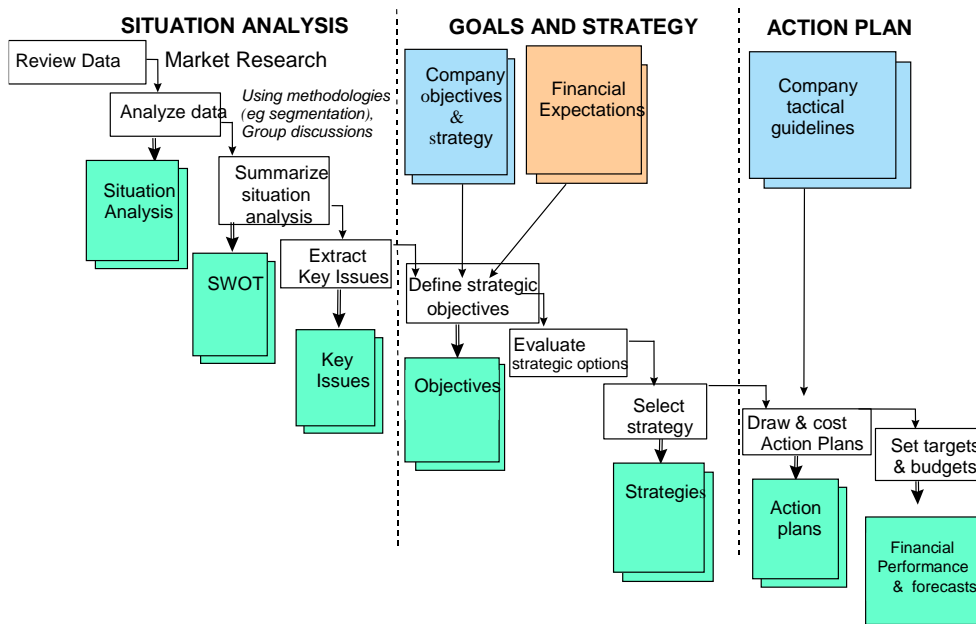 SITUATION ANALYSIS
GOALS AND STRATEGY
ACTION PLAN
Review Data
Market Research
Analyze data
Using methodologies
(eg segmentation),
Group discussions
Situation
Analysis
Summarize
situation
analysis
SWOT
Extract
Key Issues
Key
Issues
Company
objectives
&
strategy
Financial
Expectations
Define strategic
objectives
Objectives
Evaluate
strategic options
Select
strategy
Strategies
Company
tactical
guidelines
Draw & cost
Action Plans
Action
plans
Set targets
& budgets
Financial
Performance
& forecasts